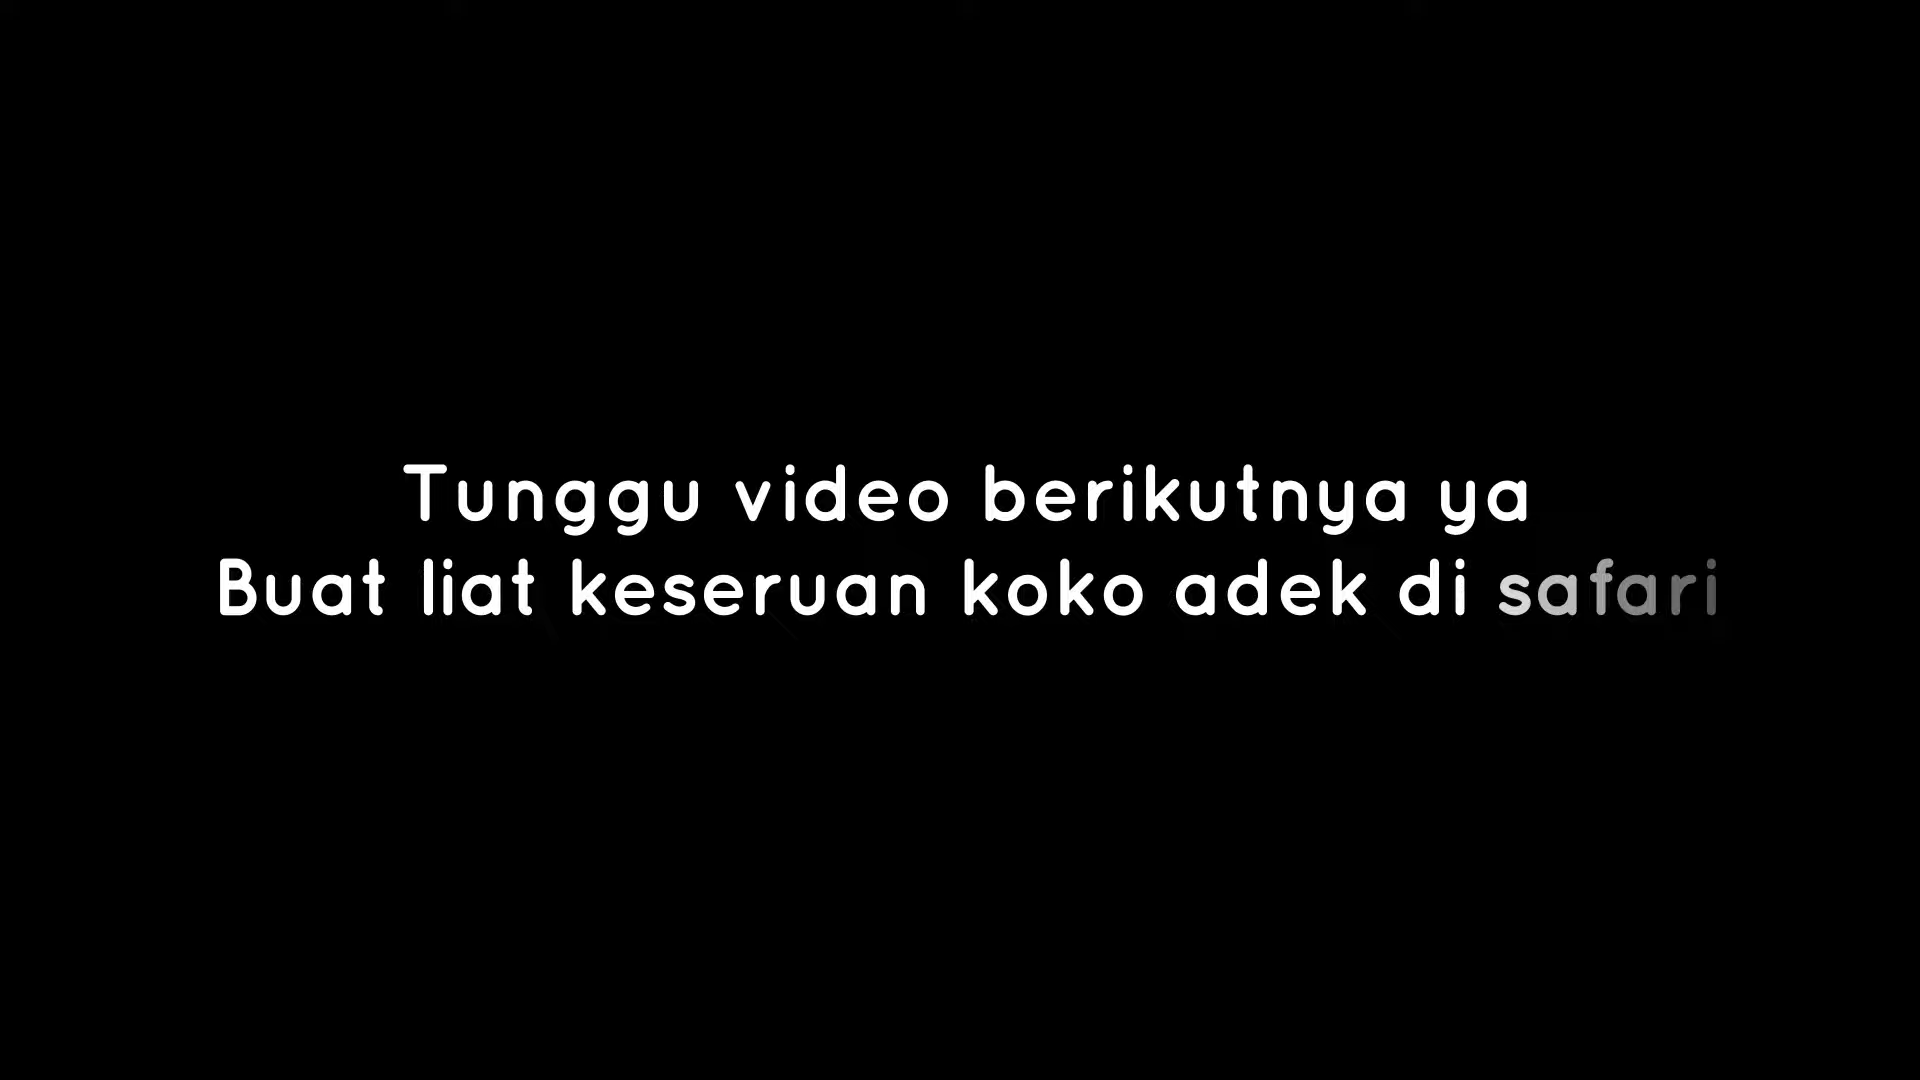 Tunggu video berikutnya ya
Buat liat keseruan koko adek di safari